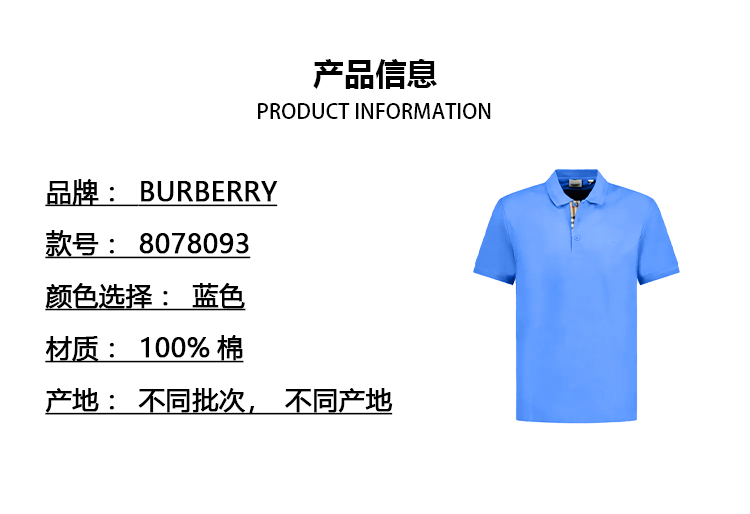 产品信息
PRODUCT INFORMATION
品牌： BURBERRY
款号： 8078093
颜色选择： 蓝色
材质： 100% 棉
产地： 不同批次， 不同产地